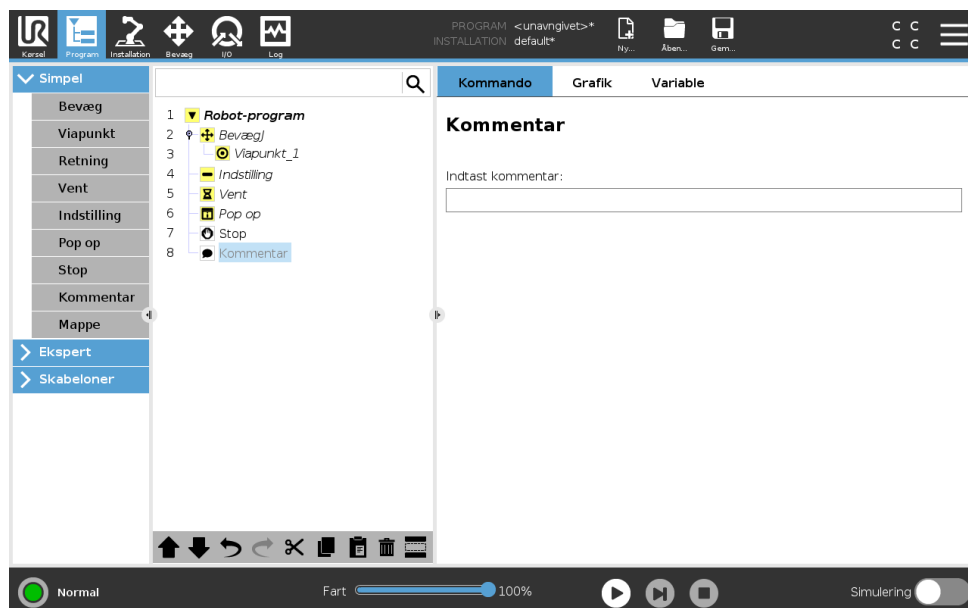 PROGRAM <unavngivet>*
INSTALLATION default*
Kørsel Program Installation Bevæg I/O Log Ny... Åben... Gem...
C C
C C
Simpel
Bevæg
Viapunkt
Retning
Vent
Indstilling
Pop op
Stop
Kommentar
Mappe
Ekspert
Skabeloner
1 Robot-program
2 BevægJ
3 Viapunkt_1
4 Indstilling
5 Vent
6 Pop op
7 Stop
8 Kommentar
Kommando Grafik Variable
Kommentar
Indtast kommentar:
Normal Fart 100% Simulering